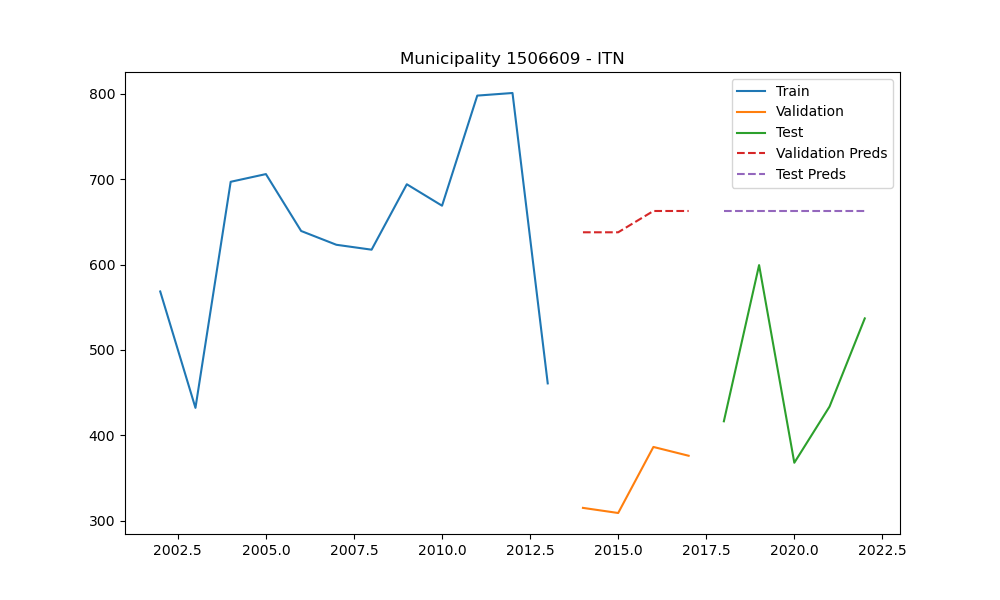 Municipality 1506609 - ITN
800
700
600
500
400
300
Train
Validation
Test
Validation Preds
Test Preds
2002.5 2005.0 2007.5 2010.0 2012.5 2015.0 2017.5 2020.0 2022.5